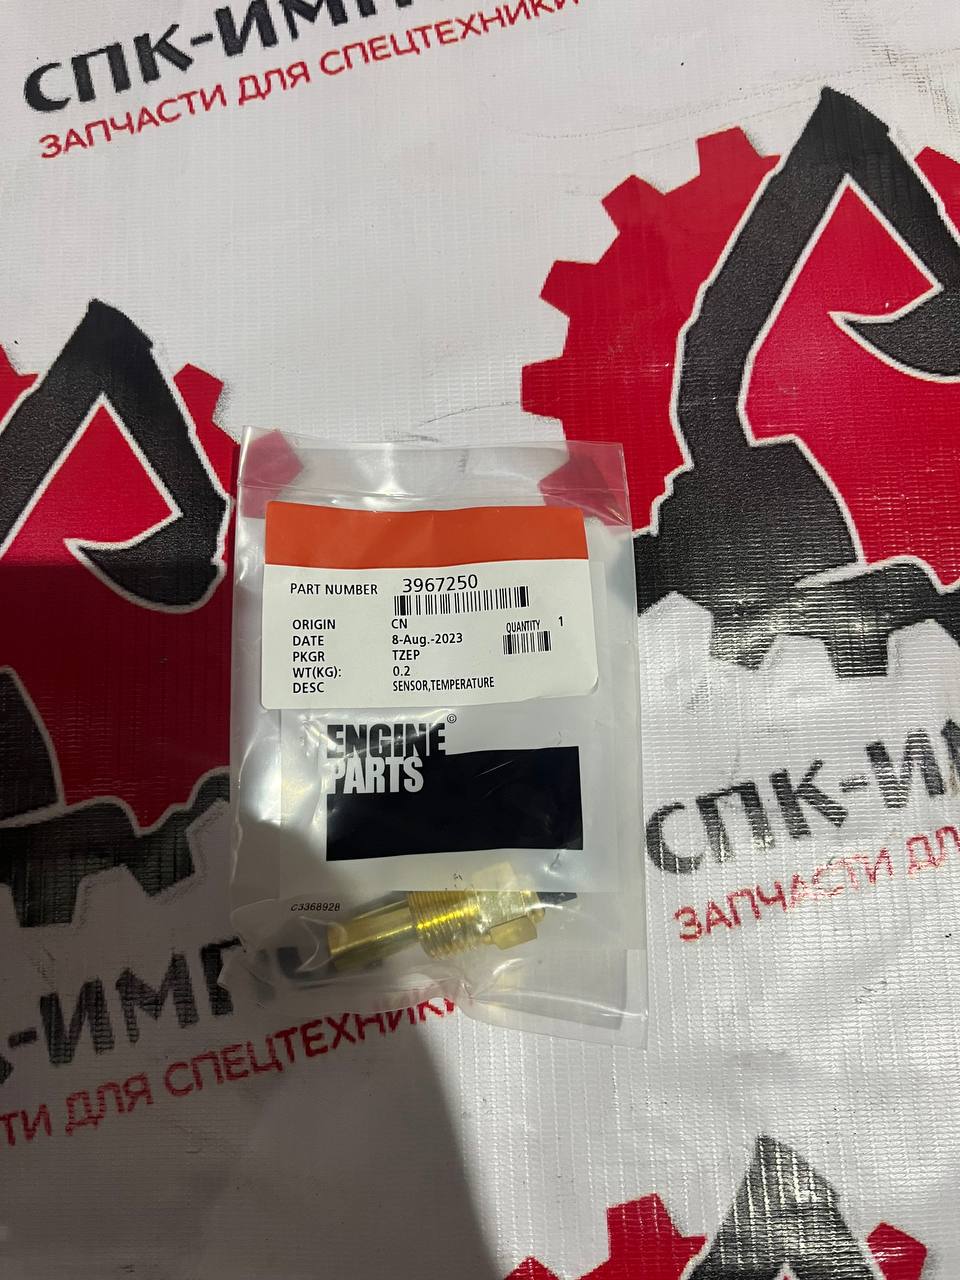 СПК-ИМП
ЗАПЧАСТИ ДЛЯ СПЕЦТЕХНИКИ
PART NUMBER 3967250
ORIGIN CN
QUANTITY 1
DATE 8-Aug.-2023
PKGR TZEP
WT(KG): 0.2
DESC SENSOR,TEMPERATURE
ENGINE©
PARTS
C3368928
СПК-ИМ
ЗАПЧАСТИ ДЛ
-ИМП
ТИ ДЛЯ СПЕЦТЕХНИКИ